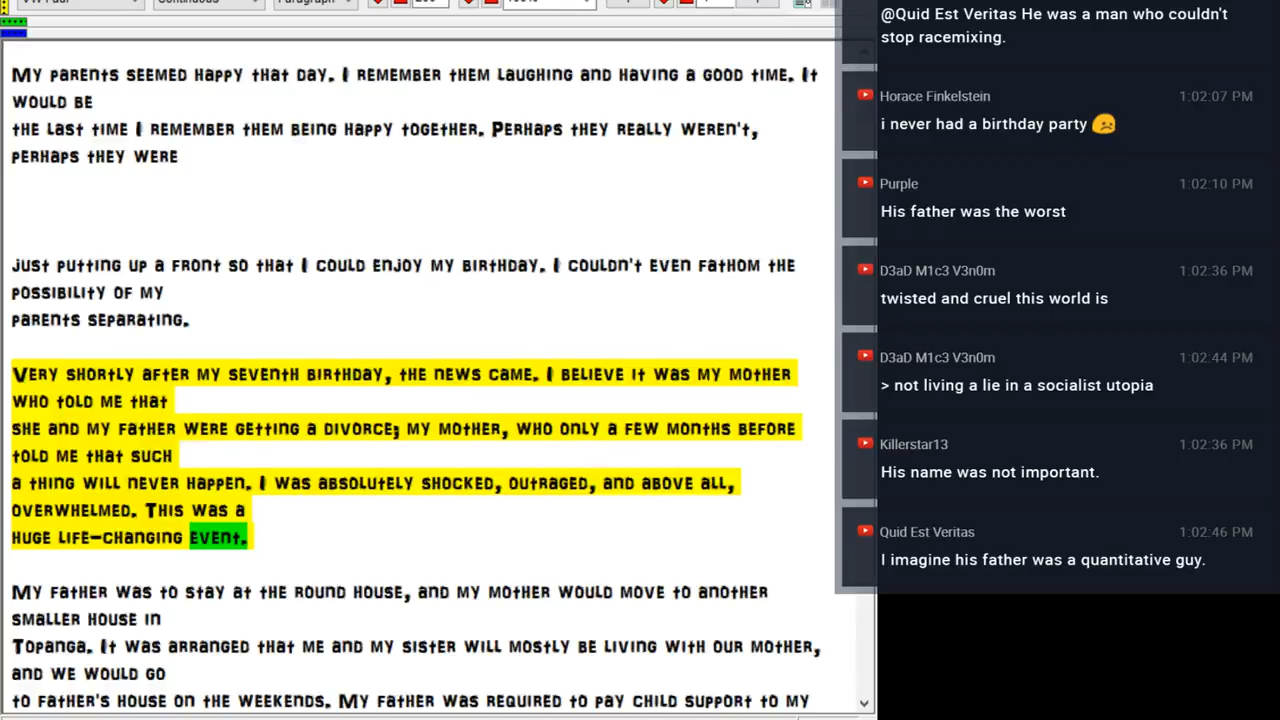 Continuous
Paragraph
My parents seemed happy that day. I remember them laughing and having a good time. It
would be
the last time I remember them being happy together. Perhaps they really weren't,
perhaps they were
just putting up a front so that I could enjoy my birthday. I couldn't even fathom the
possibility of my
parents separating.
Very shortly after my seventh birthday, the news came. I believe it was my mother
who told me that
she and my father were getting a divorce; my mother, who only a few months before
told me that such
a thing will never happen. I was absolutely shocked, outraged, and above all,
overwhelmed. This was a
huge life-changing event.
My father was to stay at the round house, and my mother would move to another
smaller house in
Topanga. It was arranged that me and my sister will mostly be living with our mother,
and we would go
to father's house on the weekends. My father was required to pay child support to my
@Quid Est Veritas He was a man who couldn't
stop racemixing.
Horace Finkelstein 1:02:07 PM
i never had a birthday party ☹️
Purple 1:02:10 PM
His father was the worst
D3aD M1c3 V3n0m 1:02:36 PM
twisted and cruel this world is
D3aD M1c3 V3n0m 1:02:44 PM
> not living a lie in a socialist utopia
Killerstar13 1:02:36 PM
His name was not important.
Quid Est Veritas 1:02:46 PM
I imagine his father was a quantitative guy.